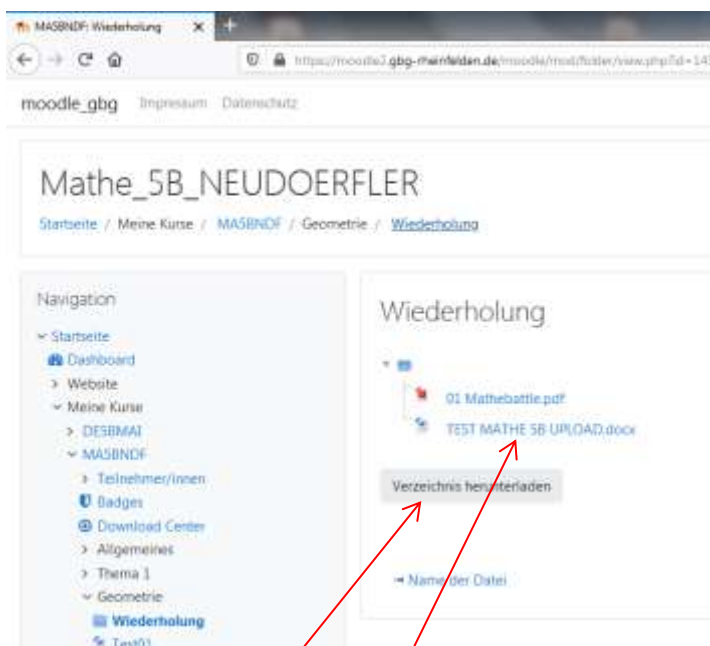 MA5BNDF: Wiederholung
https://moodle2.gbg-rheinfelden.de/moodle/mod/folder/view.php?id=14
moodle_gbg Impressum Datenschutz
Mathe_5B_NEUDOERFLER
Startseite / Meine Kurse / MA5BNDF / Geometrie / Wiederholung
Navigation
Startseite
Dashboard
Website
Meine Kurse
DE5BMAI
MA5BNDF
Teilnehmer/innen
Badges
Download Center
Allgemeines
Thema 1
Geometrie
Wiederholung
Test01
Wiederholung
01 Mathebattle.pdf
TEST MATHE 5B UPLOAD.docx
Verzeichnis herunterladen
Name der Datei